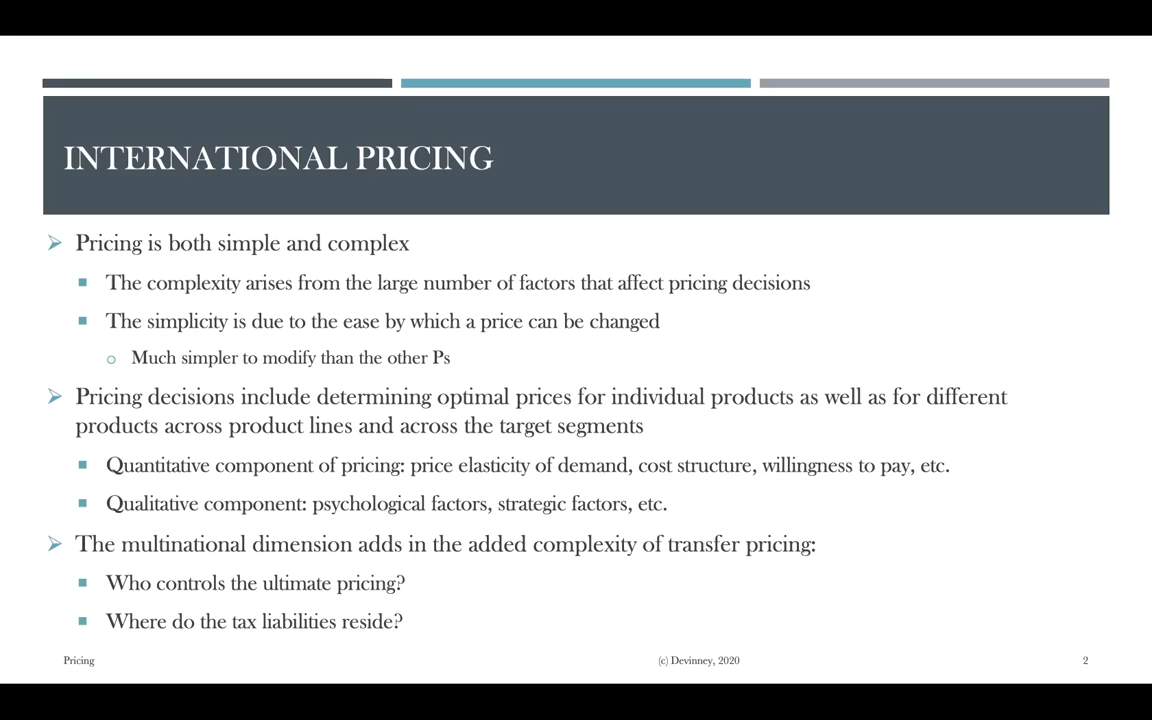 INTERNATIONAL PRICING
Pricing is both simple and complex
The complexity arises from the large number of factors that affect pricing decisions
The simplicity is due to the ease by which a price can be changed
Much simpler to modify than the other Ps
Pricing decisions include determining optimal prices for individual products as well as for different
products across product lines and across the target segments
Quantitative component of pricing: price elasticity of demand, cost structure, willingness to pay, etc.
Qualitative component: psychological factors, strategic factors, etc.
The multinational dimension adds in the added complexity of transfer pricing:
Who controls the ultimate pricing?
Where do the tax liabilities reside?
Pricing (c) Devinney, 2020 2